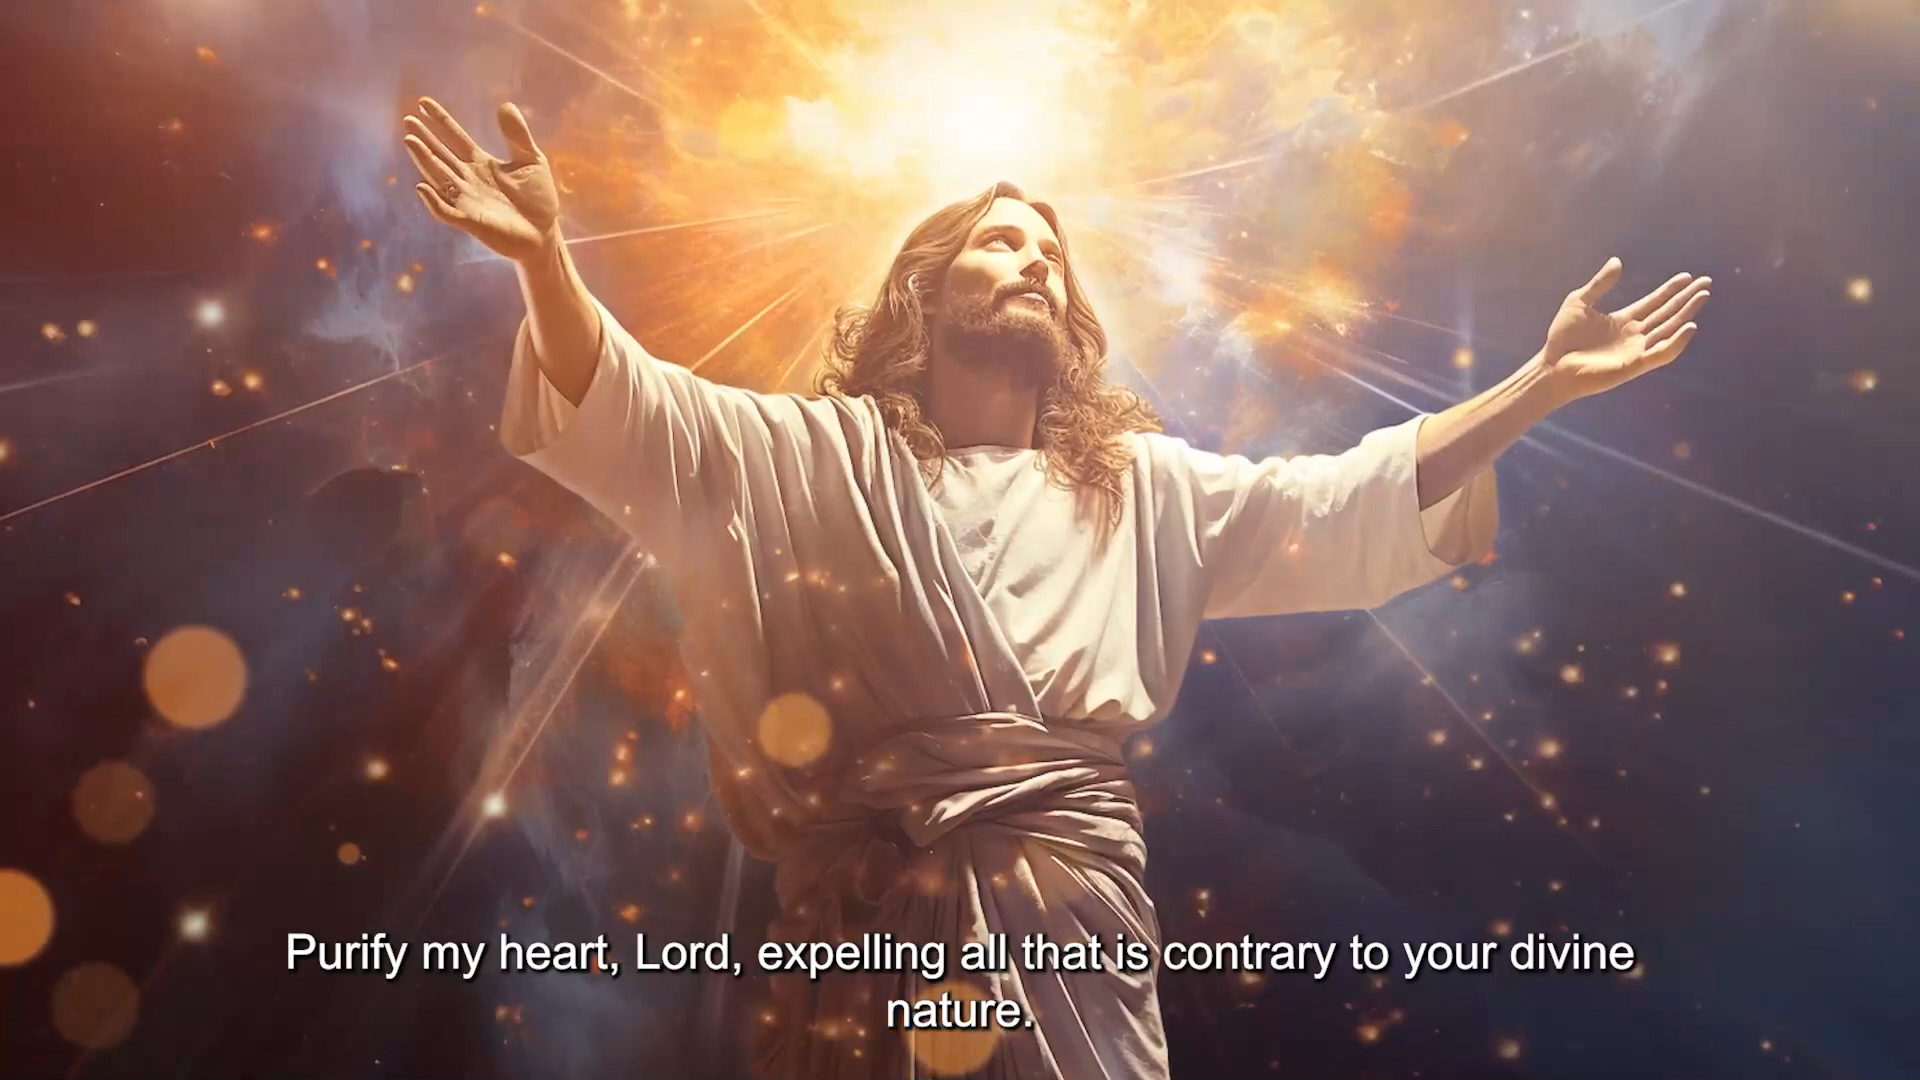 Purify my heart, Lord, expelling all that is contrary to your divine
nature.